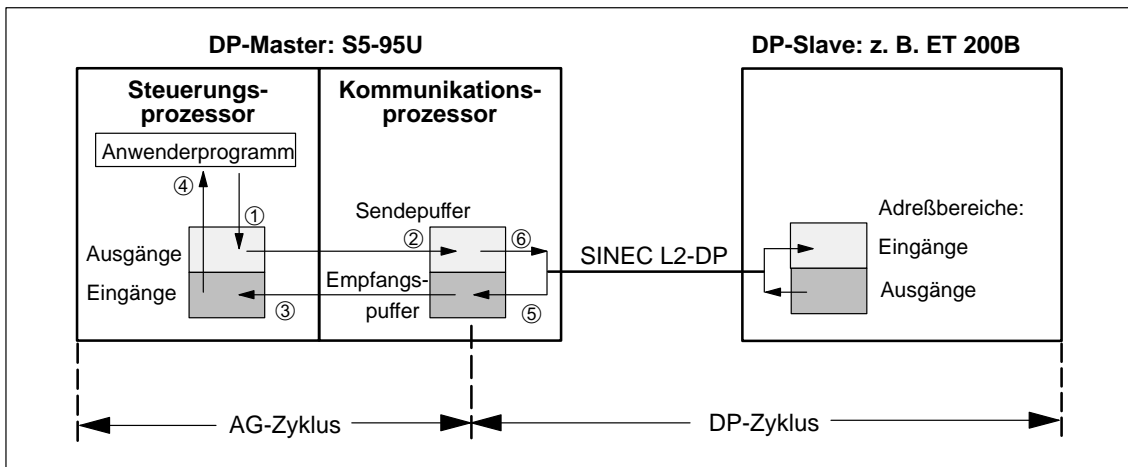 DP-Master: S5-95U
DP-Slave: z. B. ET 200B
Steuerungs-
prozessor
Kommunikations-
prozessor
Anwenderprogramm
④
①
Sendepuffer
②
⑥
Ausgänge
Eingänge
③
Empfangs-
puffer
⑤
SINEC L2-DP
Adreßbereiche:
Eingänge
Ausgänge
AG-Zyklus
DP-Zyklus